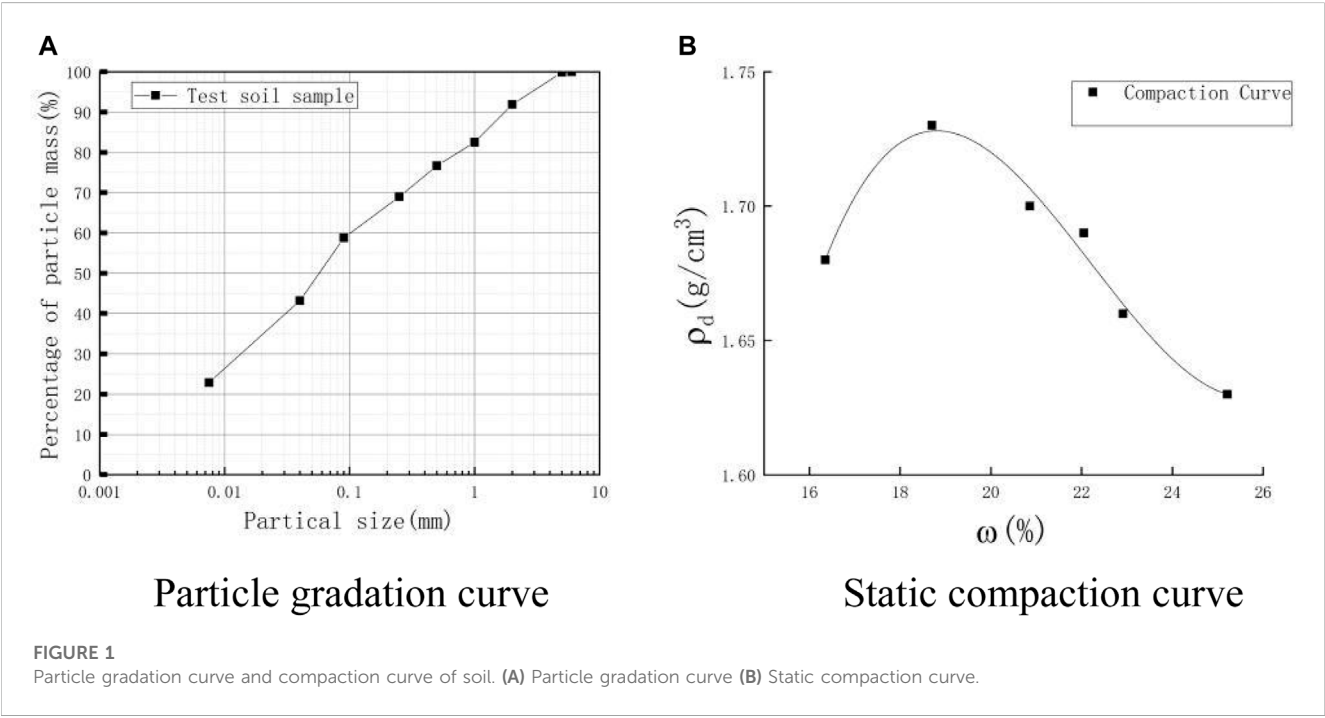 A
100
90
80
70
60
50
40
30
20
10
0
Percentage of particle mass(%)
Test soil sample
0.001
0.01
0.1
1
10
Partical size(mm)
Particle gradation curve
B
1.75
1.70
1.65
1.60
ρd(g/cm³)
Compaction Curve
16
18
20
22
24
26
ω(%)
Static compaction curve
FIGURE 1
Particle gradation curve and compaction curve of soil. (A) Particle gradation curve (B) Static compaction curve.